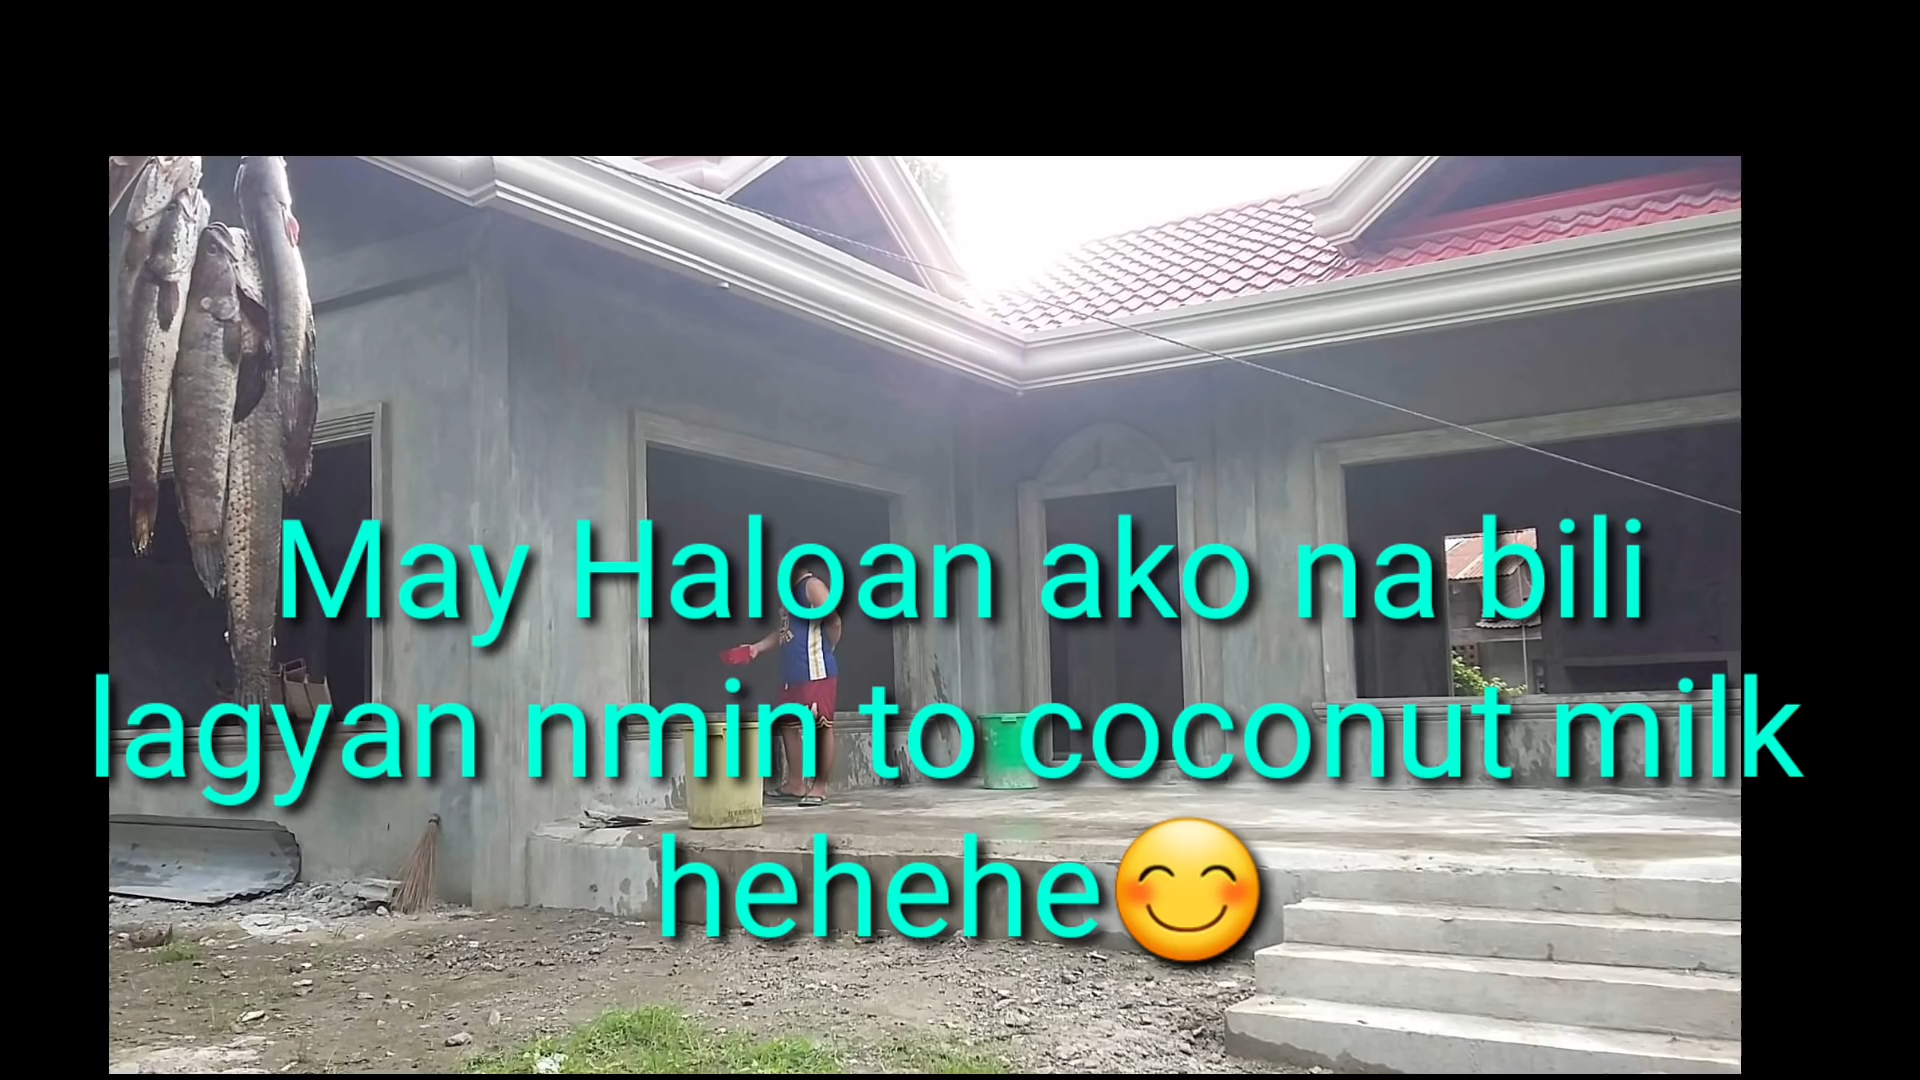 May Haloan ako na bili
lagyan nmin to coconut milk
hehehe😊